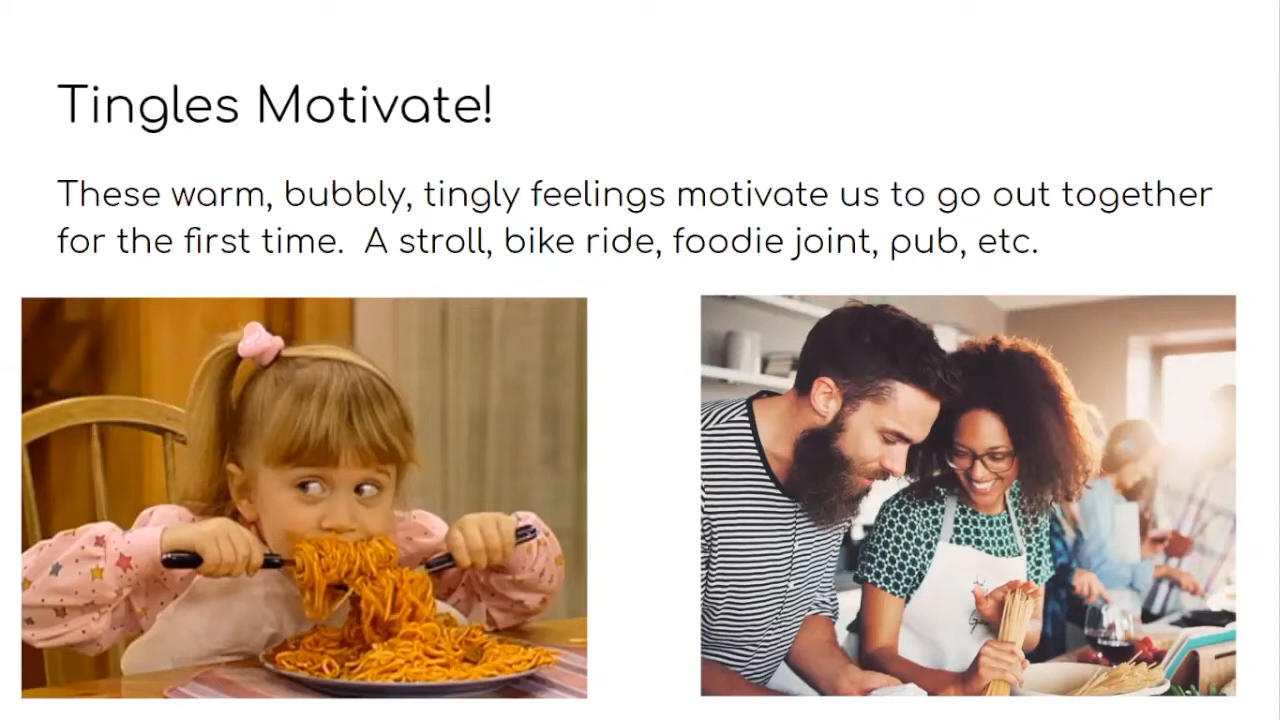 Tingles Motivate!
These warm, bubbly, tingly feelings motivate us to go out together
for the first time.  A stroll, bike ride, foodie joint, pub, etc.